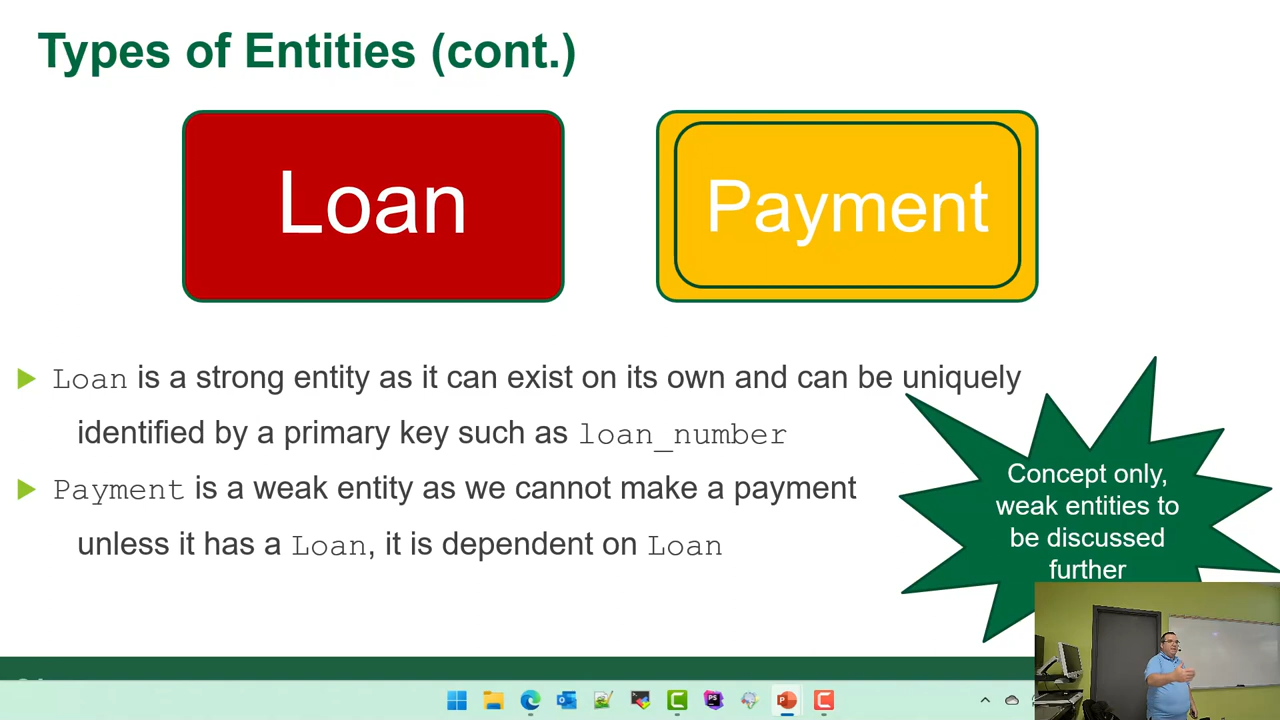 Types of Entities (cont.)
Loan
Payment
Loan is a strong entity as it can exist on its own and can be uniquely
identified by a primary key such as loan_number
Payment is a weak entity as we cannot make a payment
unless it has a Loan, it is dependent on Loan
Concept only,
weak entities to
be discussed
further
PS